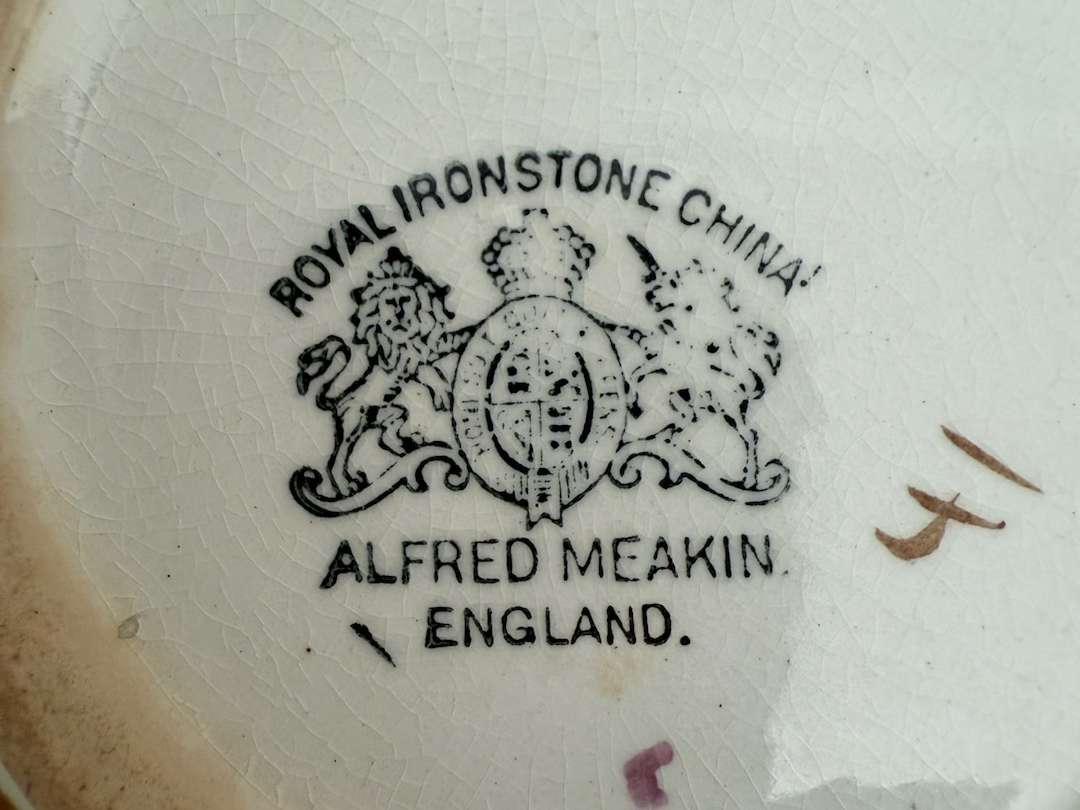 ROYAL IRONSTONE CHINA
ALFRED MEAKIN.
ENGLAND.